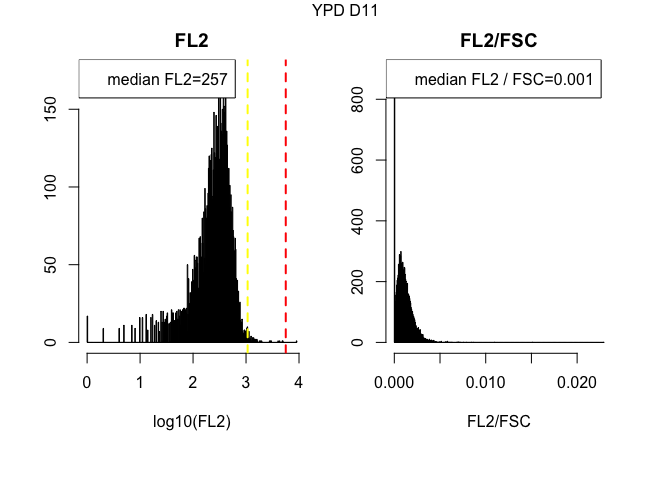 YPD D11
FL2
median FL2=257
0 50 100 150
0 1 2 3 4
log10(FL2)
FL2/FSC
median FL2 / FSC=0.001
0 200 400 600 800
0.000 0.010 0.020
FL2/FSC